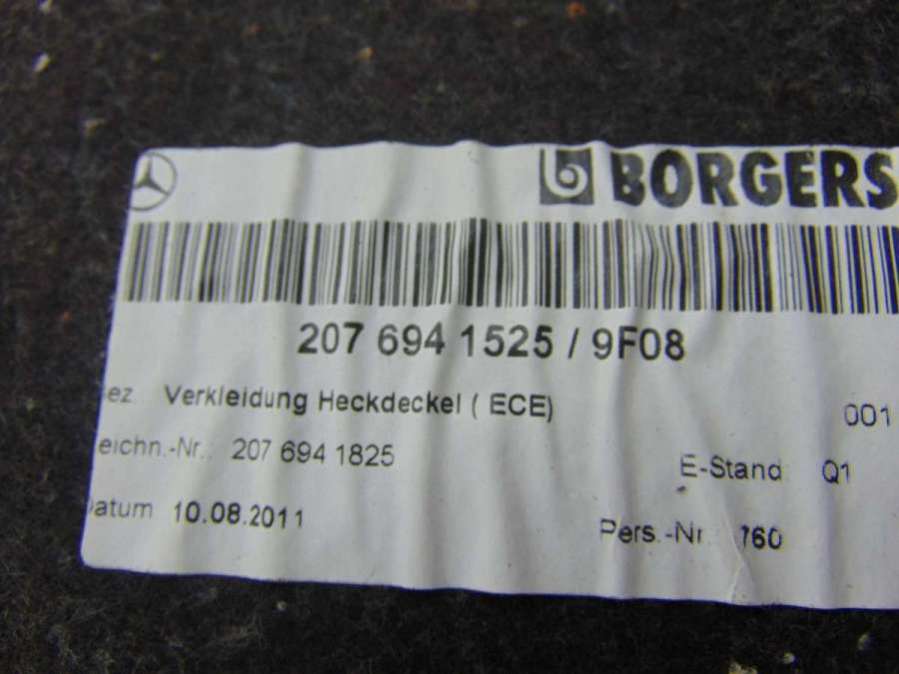 BORGERS
207 694 1525 / 9F08
ez. Verkleidung Heckdeckel ( ECE)
001
eichn.-Nr.: 207 694 1825
E-Stand: Q1
Datum 10.08.2011
Pers.-Nr.: 760